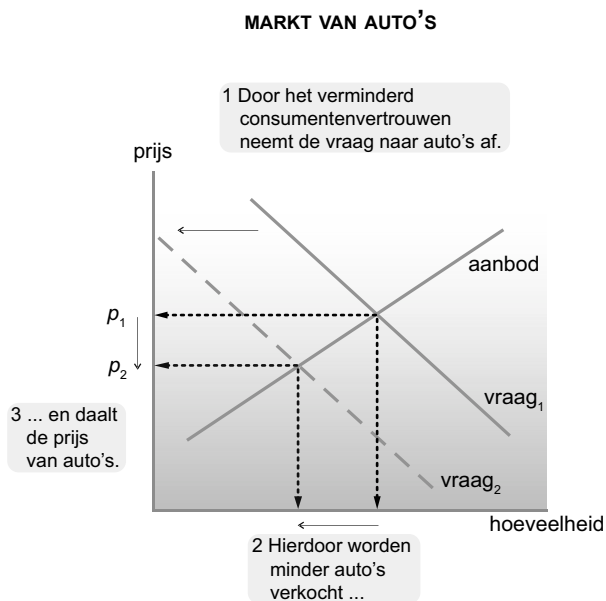 MARKT VAN AUTO'S
1 Door het verminderd
consumentenvertrouwen
neemt de vraag naar auto's af.
prijs
aanbod
p1
p2
vraag1
3 ... en daalt
de prijs
van auto's.
vraag2
hoeveelheid
2 Hierdoor worden
minder auto's
verkocht ...